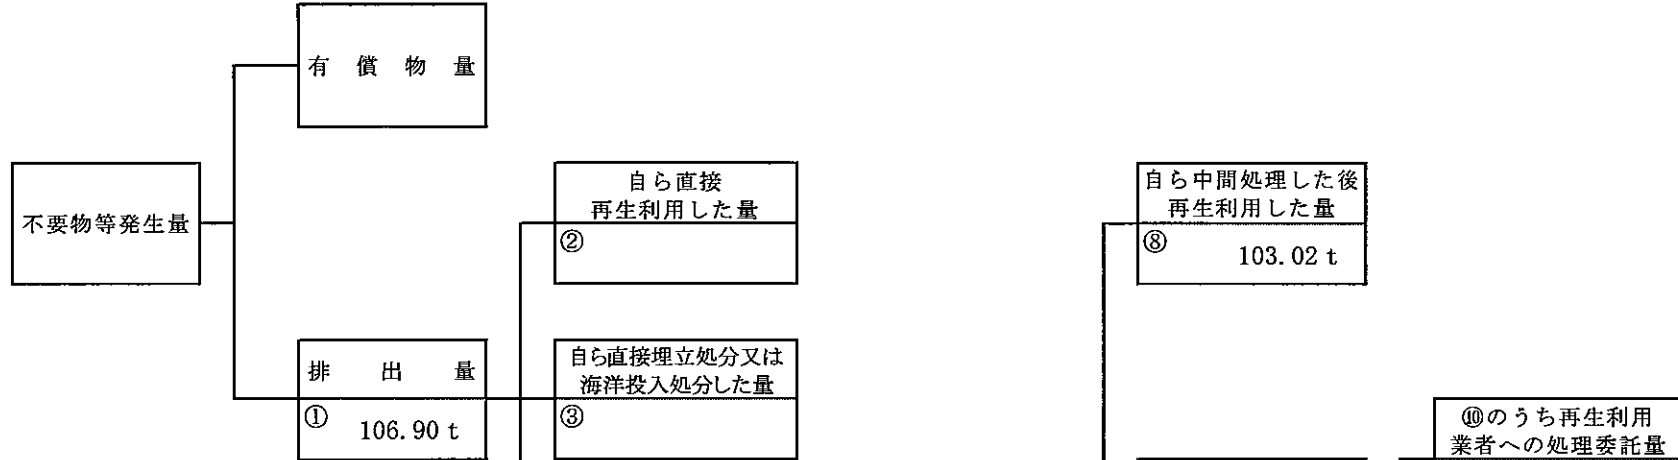 有償物量
不要物等発生量
自ら直接
再生利用した量
②
自ら中間処理した後
再生利用した量
⑧
103.02 t
排出量
①
106.90 t
自ら直接埋立処分又は
海洋投入処分した量
③
⑩のうち再生利用
業者への処理委託量